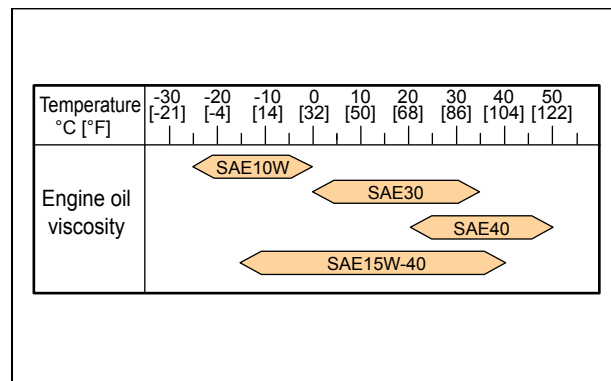 Temperature
°C [°F]
-30 -20 -10 0 10 20 30 40 50
[-21] [-4] [14] [32] [50] [68] [86] [104] [122]
Engine oil
viscosity
SAE10W
SAE30
SAE40
SAE15W-40